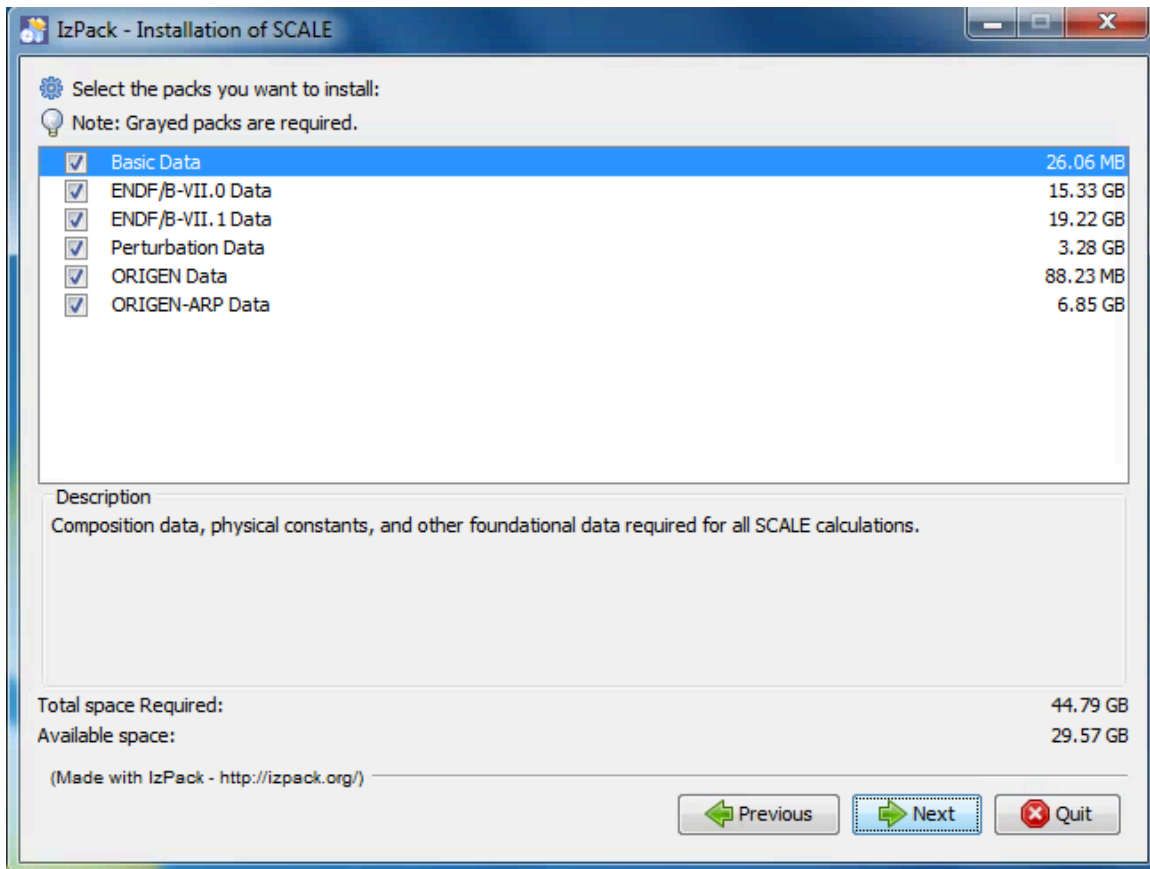 IzPack - Installation of SCALE
Select the packs you want to install:
Note: Grayed packs are required.
Basic Data 26.06 MB
ENDF/B-VII.0 Data 15.33 GB
ENDF/B-VII.1 Data 19.22 GB
Perturbation Data 3.28 GB
ORIGEN Data 88.23 MB
ORIGEN-ARP Data 6.85 GB
Description
Composition data, physical constants, and other foundational data required for all SCALE calculations.
Total space Required: 44.79 GB
Available space: 29.57 GB
(Made with IzPack - http://izpack.org/)
Previous Next Quit